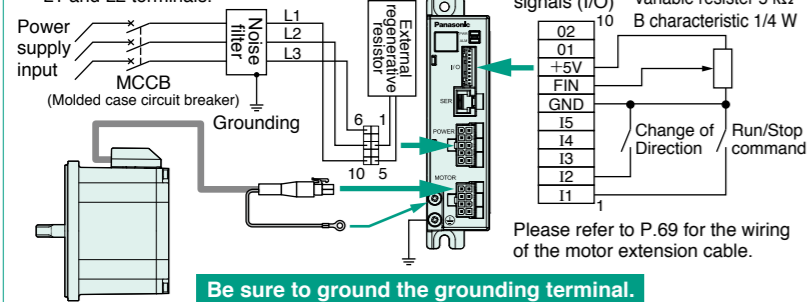 L1 and L2 terminals.
Power
supply
input
MCCB
(Molded case circuit breaker)
Noise
filter
Grounding
L1
L2
L3
External
regenerative
resistor
6 1
10 5
Panasonic
I/O
SER
POWER
MOTOR
signals (I/O)
10
02
01
+5V
FIN
GND
I5
I4
I3
I2
I1
1
Variable resister 5 kΩ
B characteristic 1/4 W
Change of
Direction
Run/Stop
command
Please refer to P.69 for the wiring
of the motor extension cable.
Be sure to ground the grounding terminal.